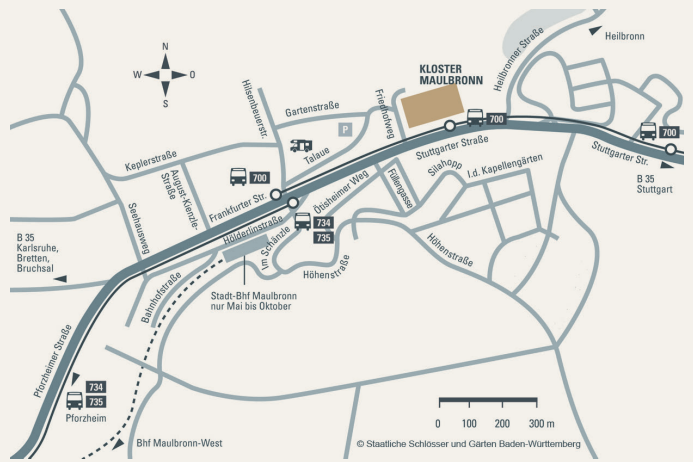 Heilbronn
Heilbronner Straße
N
W
O
S
KLOSTER
MAULBRONN
Hilsenbeuerstr.
Gartenstraße
Friedhofweg
P
700
700
Talaue
Stuttgarter Straße
Stuttgarter Str.
Keplerstraße
August-Kienzle-
Straße
Seehausweg
700
Frankfurter Str.
Ötisheimer Weg
Füllengasse
Silahopp
I.d. Kapellengärten
B 35
Stuttgart
Hölderlinstraße
Im Schänzle
734
735
B 35
Karlsruhe,
Bretten,
Bruchsal
Höhenstraße
Höhenstraße
Bahnhofstraße
Stadt-Bhf Maulbronn
nur Mai bis Oktober
Pforzheimer Straße
734
735
Pforzheim
Bhf Maulbronn-West
0 100 200 300 m
© Staatliche Schlösser und Gärten Baden-Württemberg